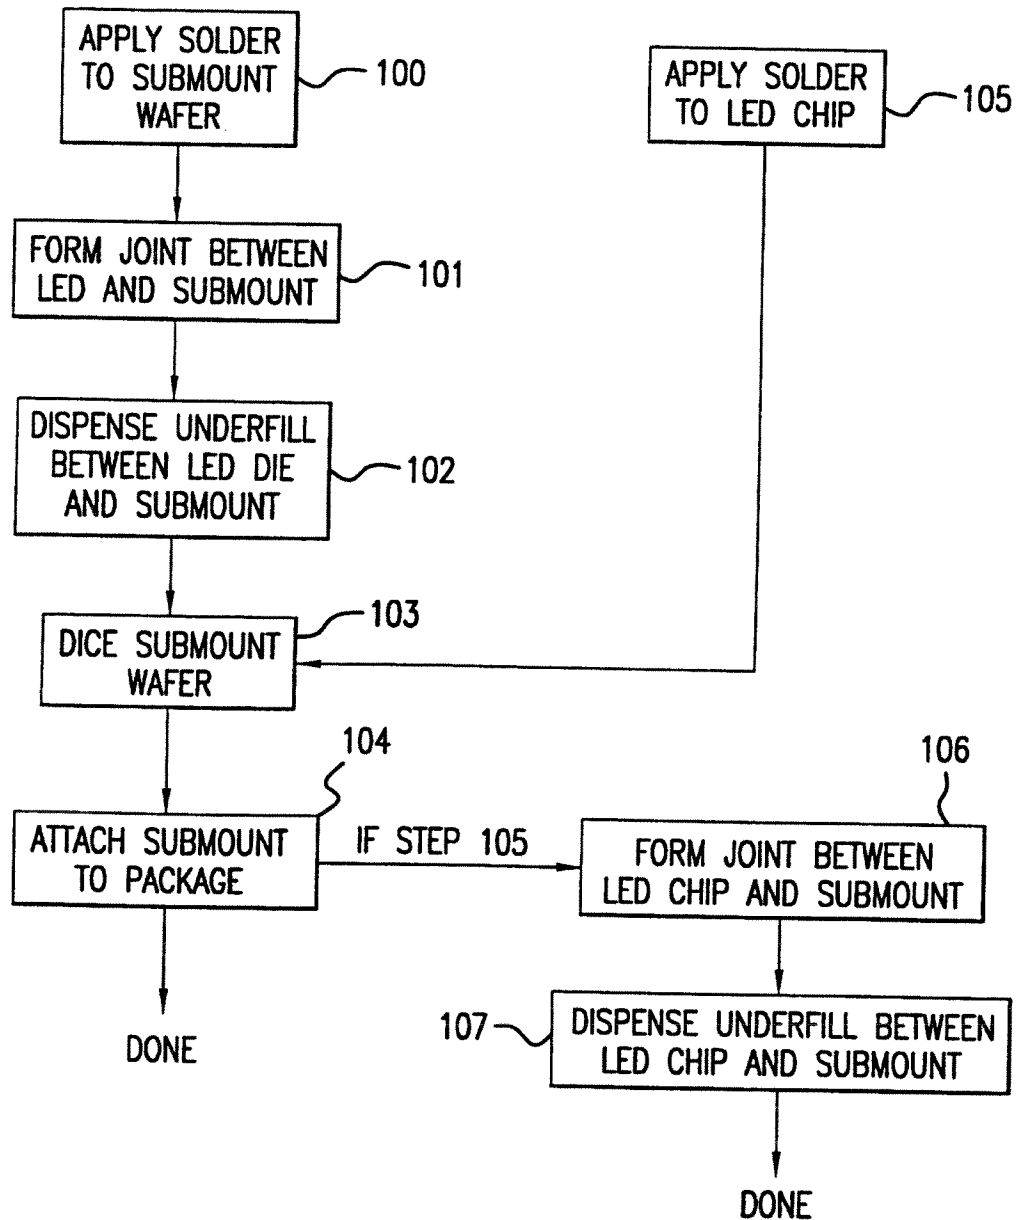 APPLY SOLDER
TO SUBMOUNT
WAFER
100
APPLY SOLDER
TO LED CHIP
105
FORM JOINT BETWEEN
LED AND SUBMOUNT
101
DISPENSE UNDERFILL
BETWEEN LED DIE
AND SUBMOUNT
102
DICE SUBMOUNT
WAFER
103
ATTACH SUBMOUNT
TO PACKAGE
104
IF STEP 105
FORM JOINT BETWEEN
LED CHIP AND SUBMOUNT
106
DONE
DISPENSE UNDERFILL BETWEEN
LED CHIP AND SUBMOUNT
107
DONE